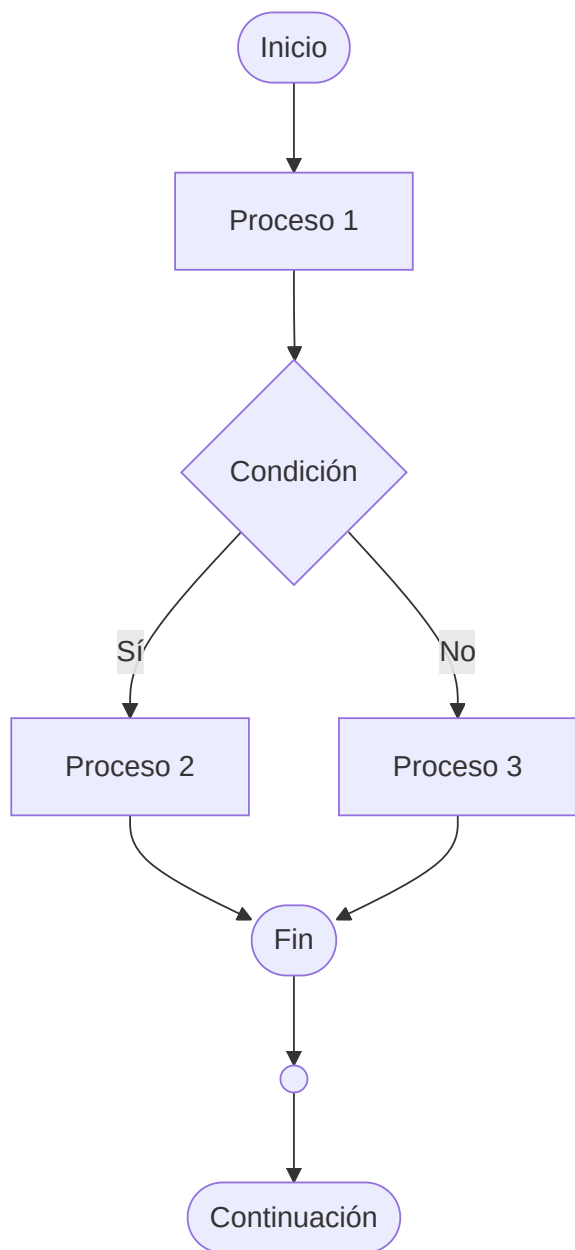 Inicio
Proceso 1
Condición
Sí
No
Proceso 2
Proceso 3
Fin
Continuación